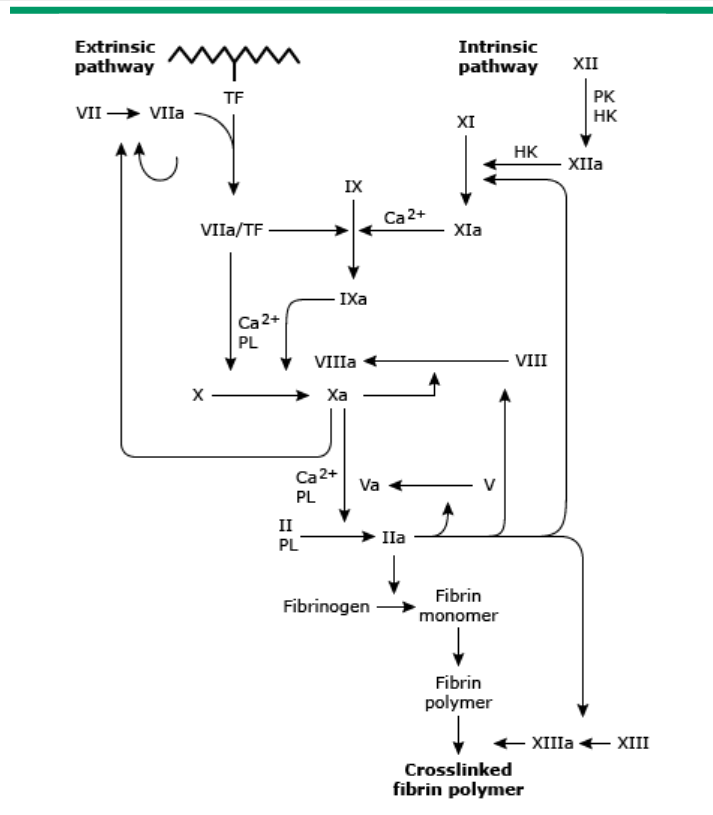 Extrinsic
pathway
Intrinsic
pathway
XII
TF
PK
HK
VII
VIIa
XI
HK
XIIa
IX
VIIa/TF
Ca2+
XIa
IXa
Ca2+
PL
VIIIa
VIII
X
Xa
Ca2+
PL
Va
V
II
PL
IIa
Fibrinogen
Fibrin
monomer
Fibrin
polymer
XIIIa
XIII
Crosslinked
fibrin polymer